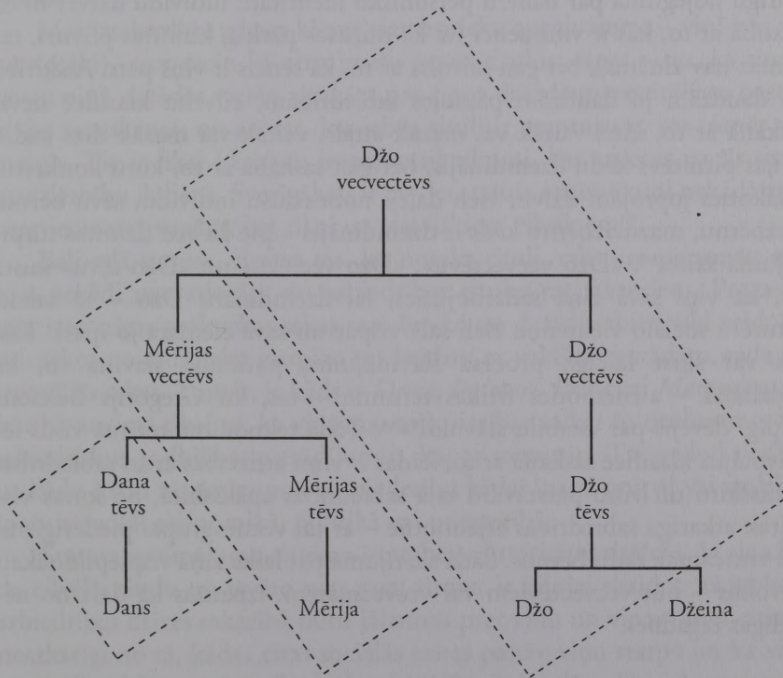 Džo
vecvectēvs
Mērijas
vectēvs
Džo
vectēvs
Dana
tēvs
Mērijas
tēvs
Džo
tēvs
Dans
Mērija
Džo
Džeina